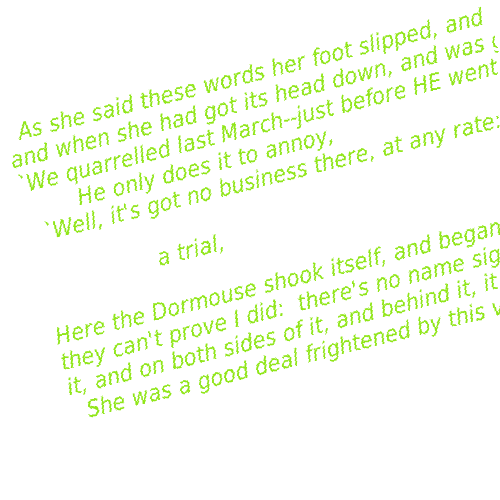 As she said these words her foot slipped, and
and when she had got its head down, and was
`We quarrelled last March--just before HE went
He only does it to annoy,
`Well, it's got no business there, at any rate:
a trial,
Here the Dormouse shook itself, and began
they can't prove I did:  there's no name
it, and on both sides of it, and behind it, it
She was a good deal frightened by this